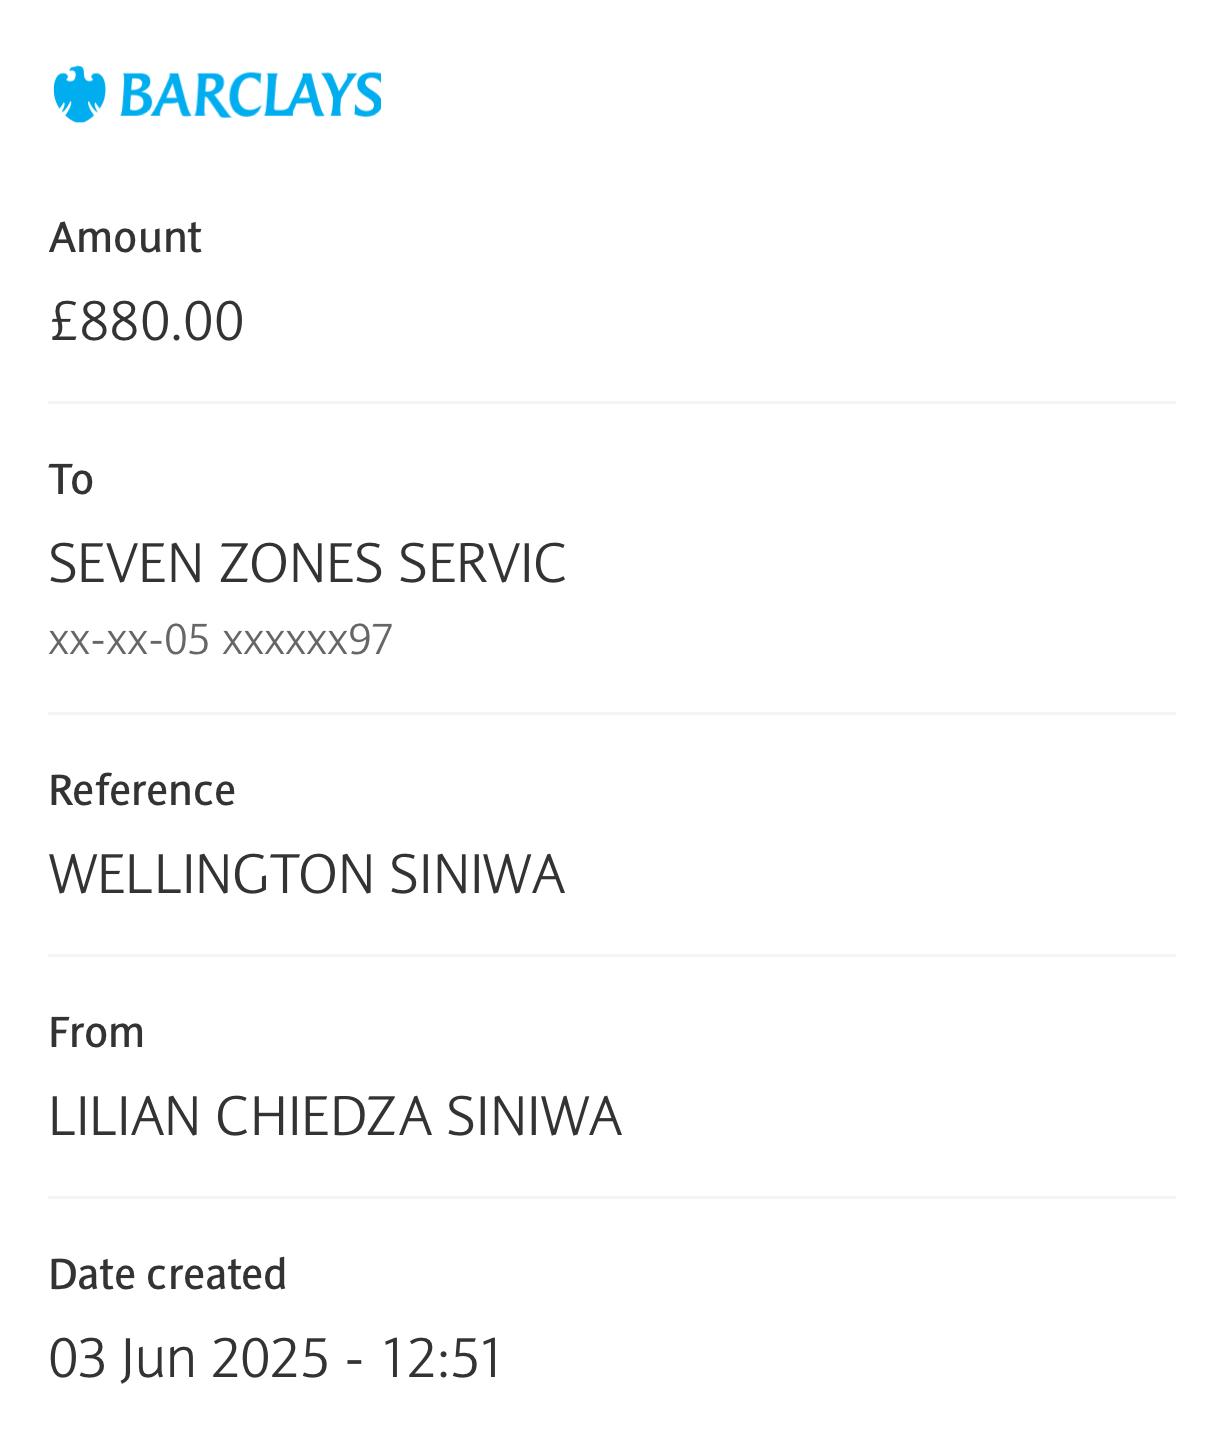 BARCLAYS
Amount
£880.00
To
SEVEN ZONES SERVIC
xx-xx-05 xxxxxx97
Reference
WELLINGTON SINIWA
From
LILIAN CHIEDZA SINIWA
Date created
03 Jun 2025 - 12:51